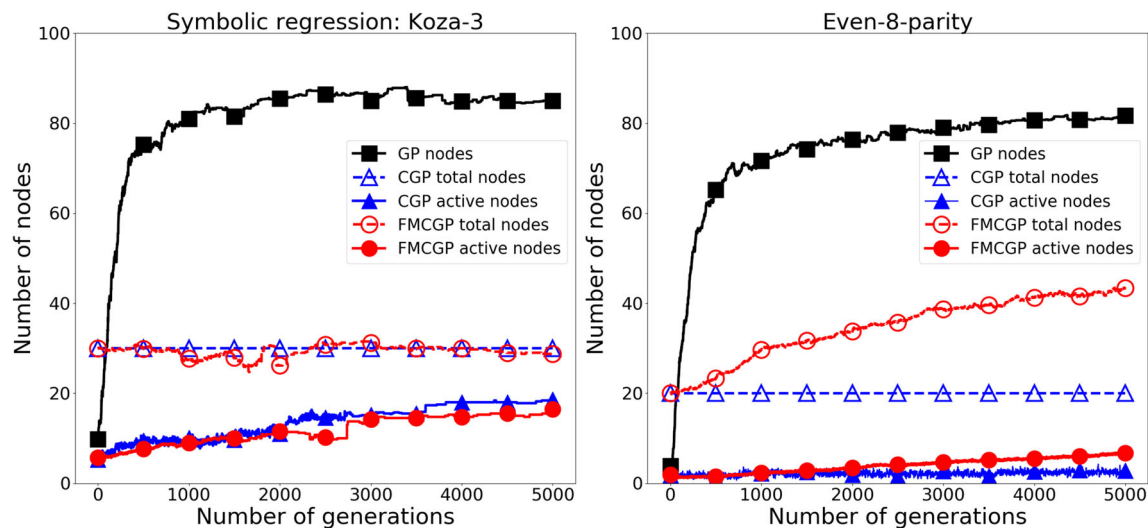 Symbolic regression: Koza-3
100
80
60
40
20
0
Number of nodes
GP nodes
CGP total nodes
CGP active nodes
FMCGP total nodes
FMCGP active nodes
0 1000 2000 3000 4000 5000
Number of generations
Even-8-parity
100
80
60
40
20
0
Number of nodes
GP nodes
CGP total nodes
CGP active nodes
FMCGP total nodes
FMCGP active nodes
0 1000 2000 3000 4000 5000
Number of generations